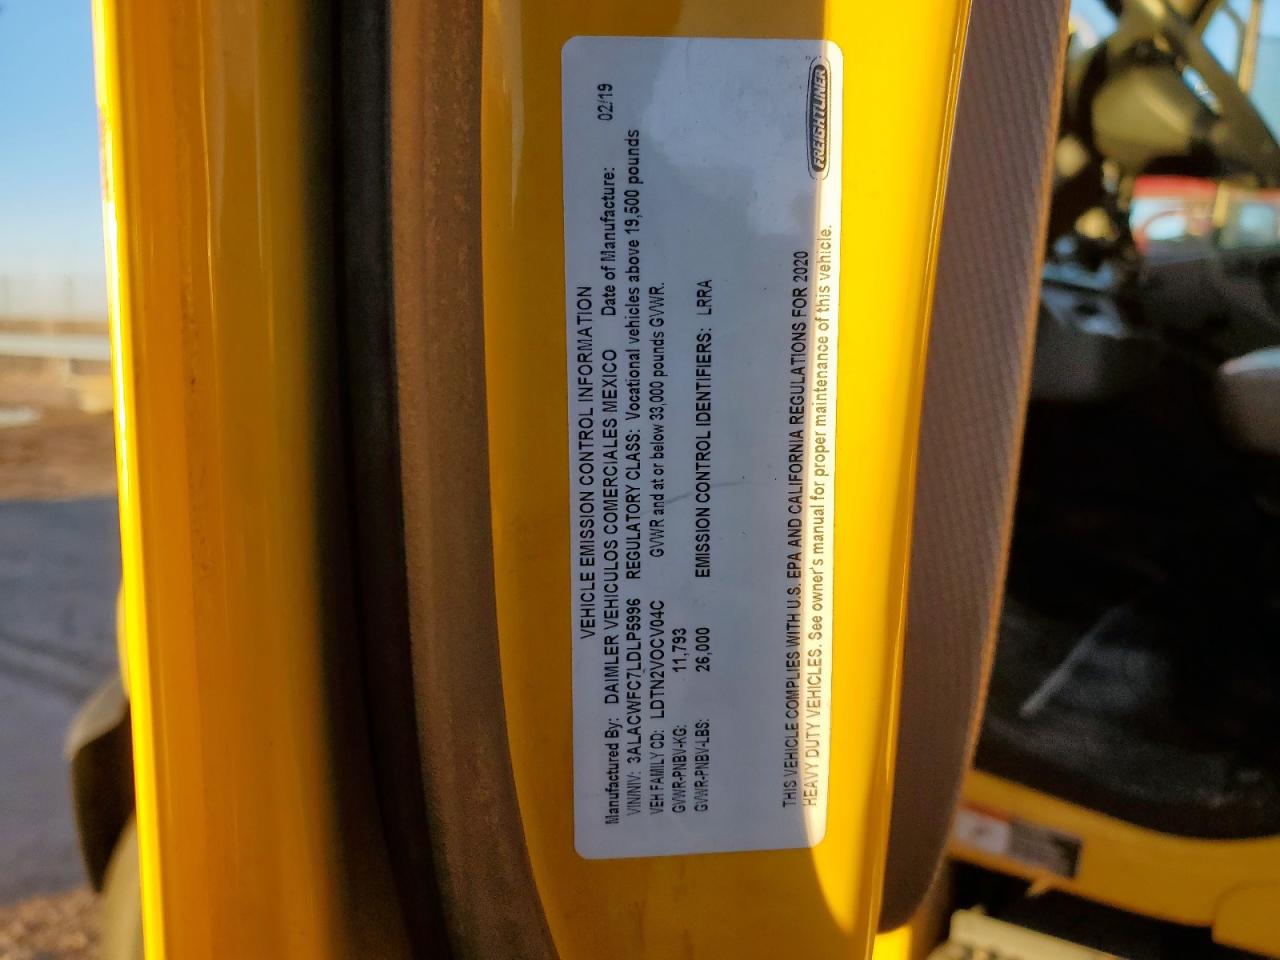 VEHICLE EMISSION CONTROL INFORMATION
Manufactured By: DAIMLER VEHICULOS COMERCIALES MEXICO Date of Manufacture: 02/19
VIN/NIV: 3ALACWFC7LDLP5996 REGULATORY CLASS: Vocational vehicles above 19,500 pounds
VEH FAMILY CD: LDTN2VOCV04C GVWR and at or below 33,000 pounds GVWR.
GVWR-PNBV-KG: 11,793
GVWR-PNBV-LBS: 26,000 EMISSION CONTROL IDENTIFIERS: LRRA
THIS VEHICLE COMPLIES WITH U.S. EPA AND CALIFORNIA REGULATIONS FOR 2020
HEAVY DUTY VEHICLES. See owner's manual for proper maintenance of this vehicle.
FREIGHTLINER